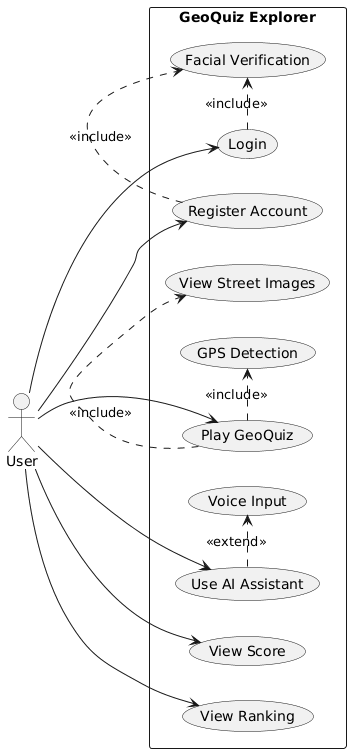 GeoQuiz Explorer
Facial Verification
«include»
Login
«include»
Register Account
View Street Images
GPS Detection
«include»
«include»
Play GeoQuiz
User
Voice Input
«extend»
Use AI Assistant
View Score
View Ranking